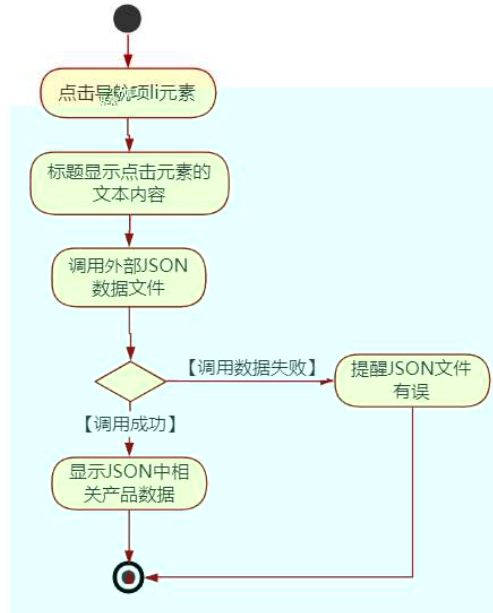 点击导航项li元素
标题显示点击元素的
文本内容
调用外部JSON
数据文件
【调用数据失败】
提醒JSON文件
有误
【调用成功】
显示JSON中相
关产品数据